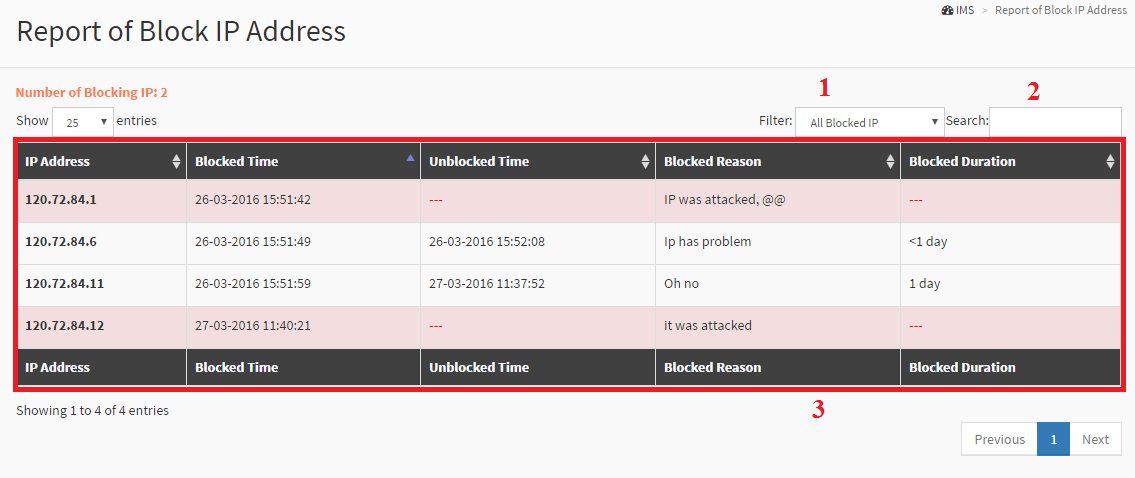 IMS > Report of Block IP Address
Report of Block IP Address
Number of Blocking IP: 2
1
2
Show 25 entries Filter: All Blocked IP Search:
IP Address Blocked Time Unblocked Time Blocked Reason Blocked Duration
120.72.84.1 26-03-2016 15:51:42 --- IP was attacked, @@ ---
120.72.84.6 26-03-2016 15:51:49 26-03-2016 15:52:08 Ip has problem <1 day
120.72.84.11 26-03-2016 15:51:59 27-03-2016 11:37:52 Oh no 1 day
120.72.84.12 27-03-2016 11:40:21 --- it was attacked ---
IP Address Blocked Time Unblocked Time Blocked Reason Blocked Duration
Showing 1 to 4 of 4 entries
3
Previous 1 Next